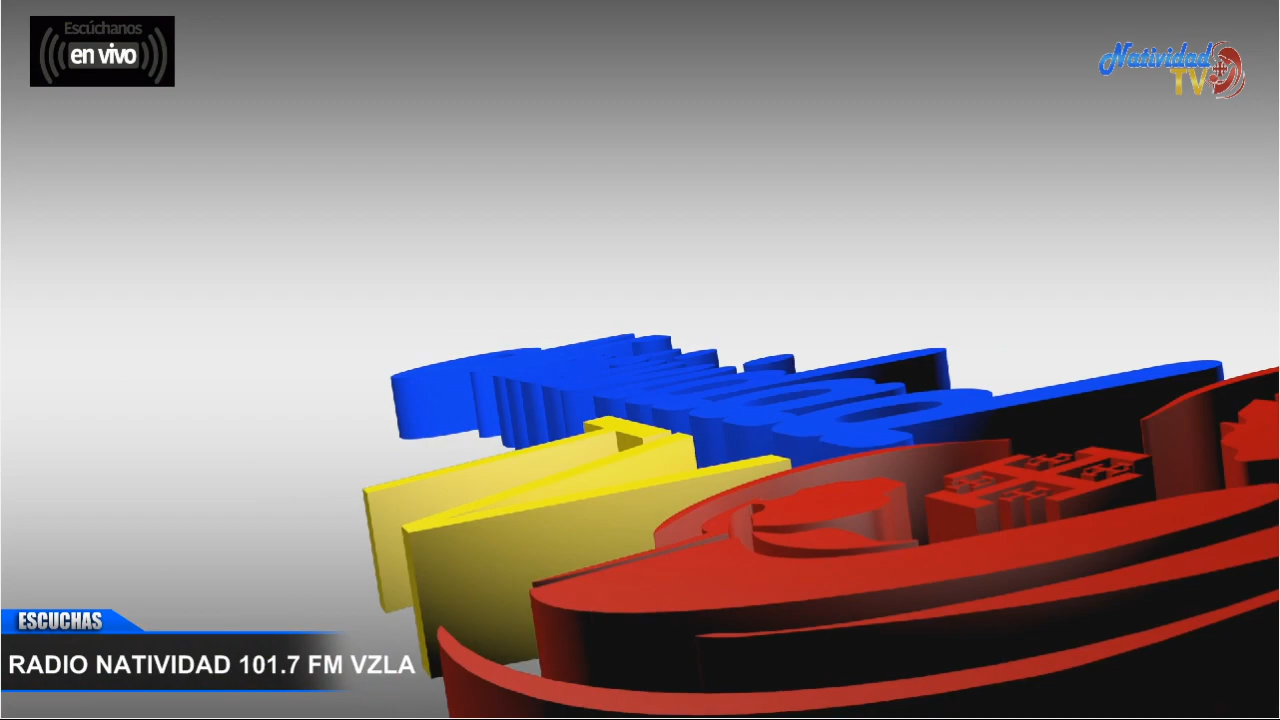 Escúchanos
en vivo
Natividad
TV
ESCUCHAS
RADIO NATIVIDAD 101.7 FM VZLA